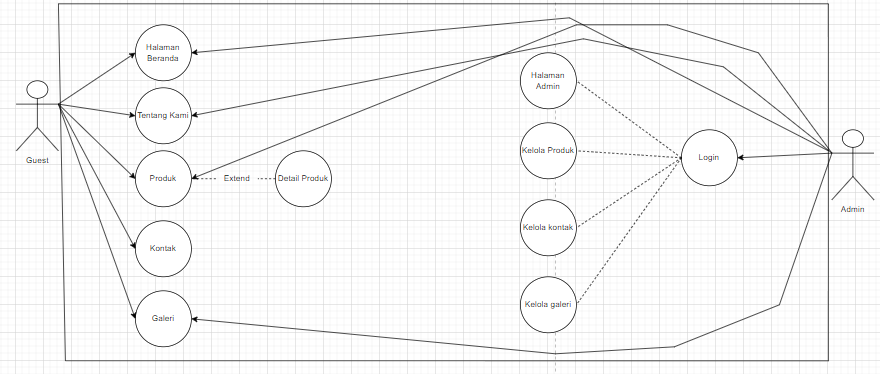 Halaman
Beranda
Tentang Kami
Produk
Extend
Detail Produk
Kontak
Galeri
Guest
Halaman
Admin
Kelola Produk
Kelola kontak
Kelola galeri
Login
Admin